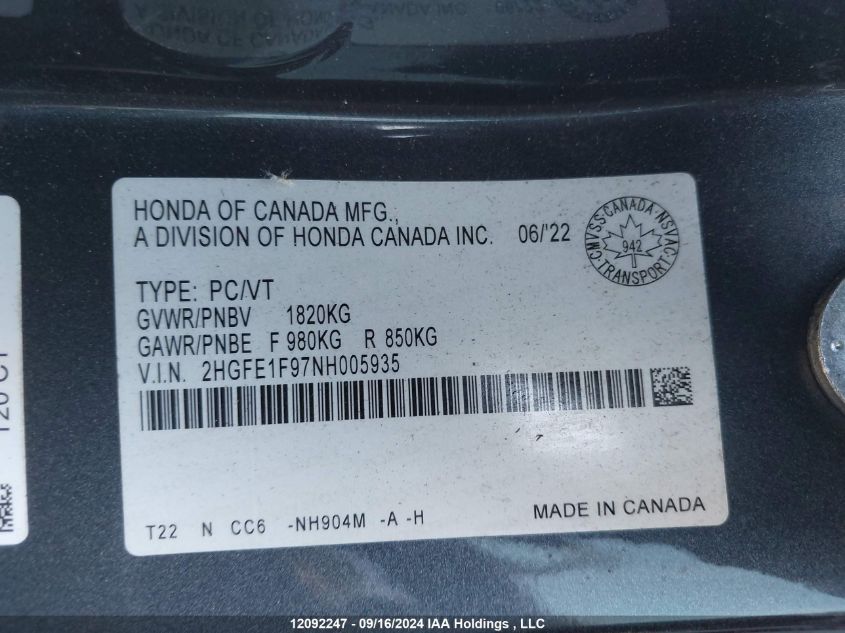 HONDA OF CANADA MFG.,
A DIVISION OF HONDA CANADA INC. 06/'22
CMVSS CANADA NSVAC
942
TRANSPORT
TYPE: PC/VT
GVWR/PNBV 1820KG
GAWR/PNBE F 980KG R 850KG
V.I.N. 2HGFE1F97NH005935
T22 N CC6 -NH904M -A -H
MADE IN CANADA
12092247 - 09/16/2024 IAA Holdings , LLC